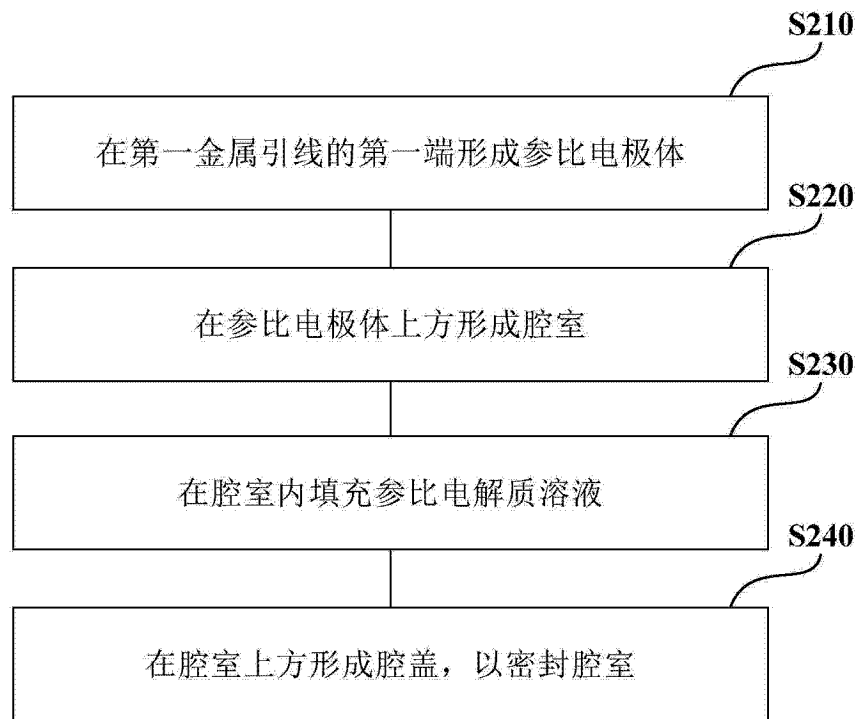 S210
在第一金属引线的第一端形成参比电极体
S220
在参比电极体上方形成腔室
S230
在腔室内填充参比电解质溶液
S240
在腔室上方形成腔盖，以密封腔室